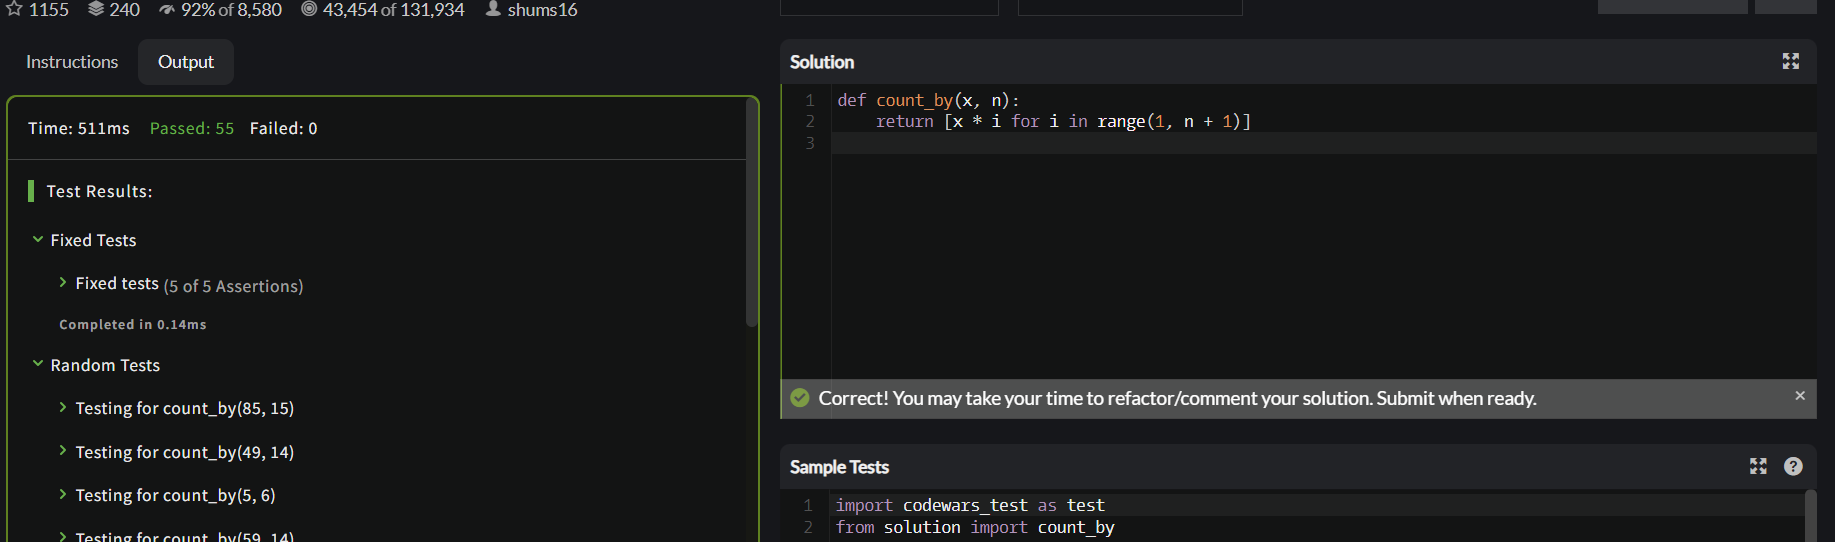 1155 240 92% of 8,580 43,454 of 131,934 shums16
Instructions Output
Time: 511ms Passed: 55 Failed: 0
Test Results:
Fixed Tests
Fixed tests (5 of 5 Assertions)
Completed in 0.14ms
Random Tests
Testing for count_by(85, 15)
Testing for count_by(49, 14)
Testing for count_by(5, 6)
Testing for count_by(59, 14)
Solution
1 def count_by(x, n):
2 return [x * i for i in range(1, n + 1)]
3
Correct! You may take your time to refactor/comment your solution. Submit when ready. ×
Sample Tests ?
1 import codewars_test as test
2 from solution import count_by